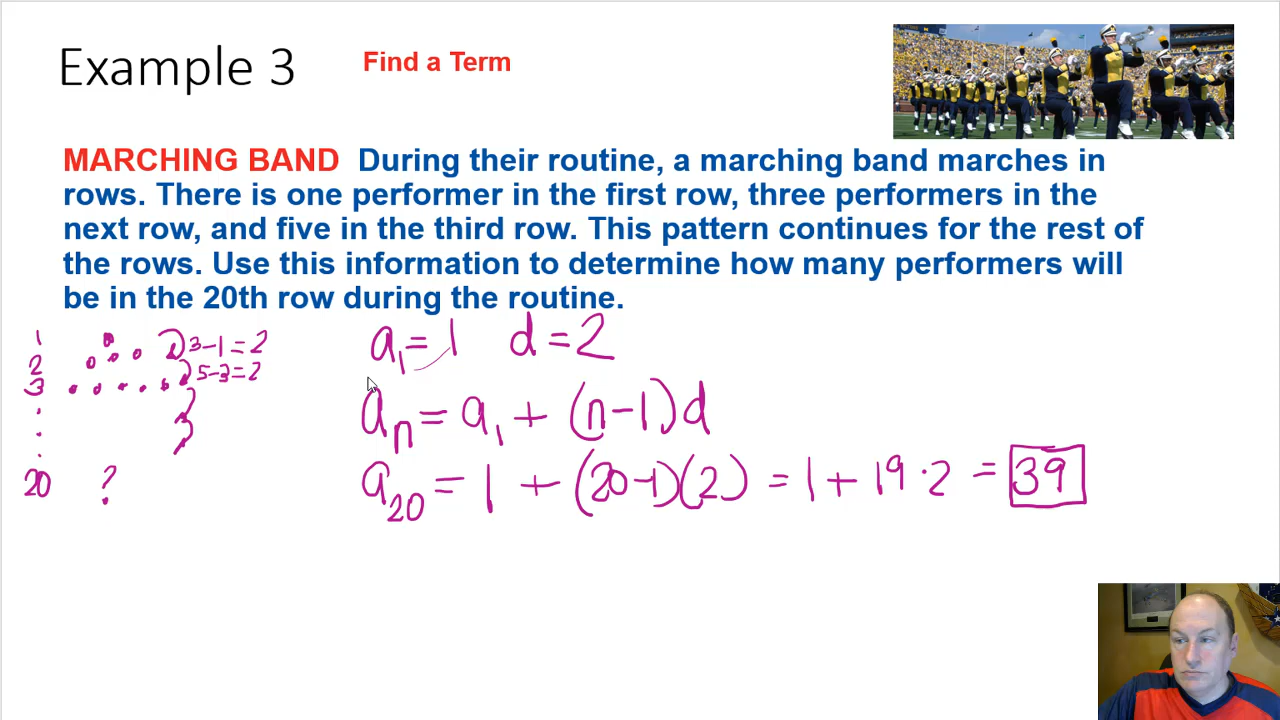 Example 3
Find a Term
MARCHING BAND During their routine, a marching band marches in
rows. There is one performer in the first row, three performers in the
next row, and five in the third row. This pattern continues for the rest of
the rows. Use this information to determine how many performers will
be in the 20th row during the routine.
1
3-1=2
2
5-3=2
3
20 ?
a₁=1 d=2
aₙ = a₁ + (n-1)d
a₂₀ = 1 + (20-1)(2) = 1 + 19·2 = 39